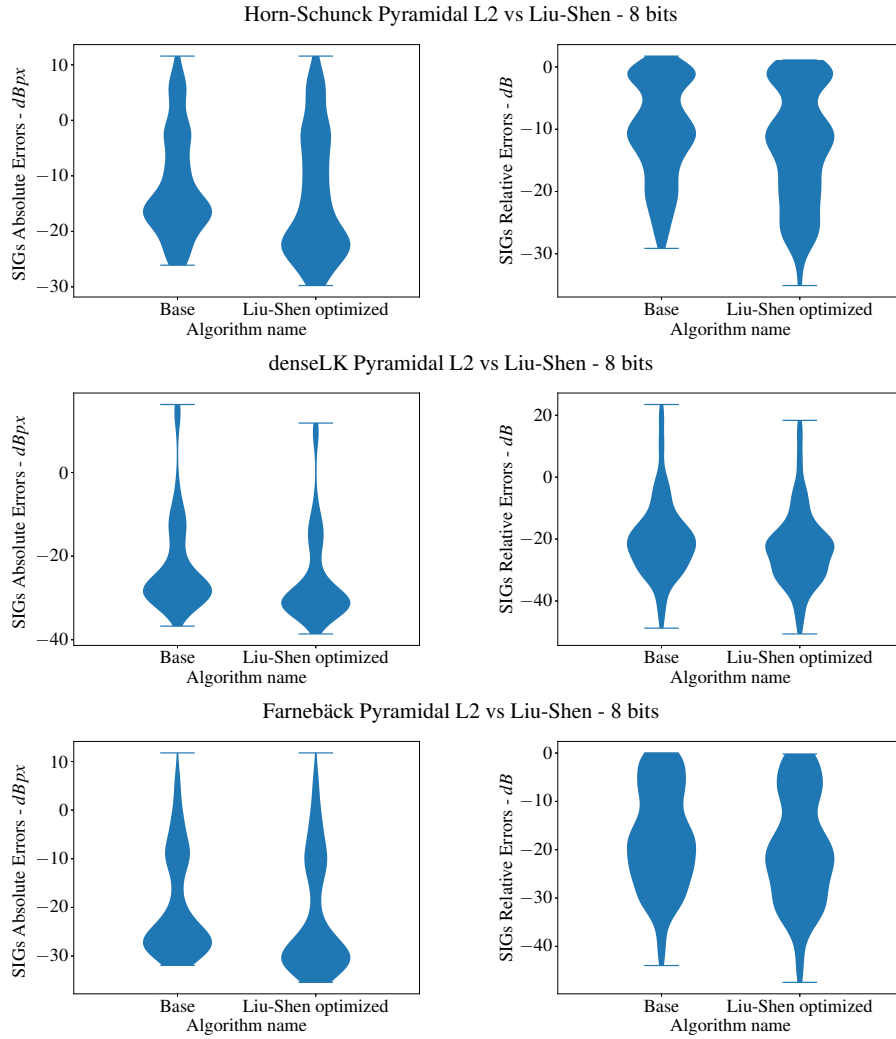 Horn-Schunck Pyramidal L2 vs Liu-Shen - 8 bits
SIGs Absolute Errors - dBpx
10
0
−10
−20
−30
Base
Liu-Shen optimized
Algorithm name
SIGs Relative Errors - dB
0
−10
−20
−30
Base
Liu-Shen optimized
Algorithm name
denseLK Pyramidal L2 vs Liu-Shen - 8 bits
SIGs Absolute Errors - dBpx
0
−20
−40
Base
Liu-Shen optimized
Algorithm name
SIGs Relative Errors - dB
20
0
−20
−40
Base
Liu-Shen optimized
Algorithm name
Farnebäck Pyramidal L2 vs Liu-Shen - 8 bits
SIGs Absolute Errors - dBpx
10
0
−10
−20
−30
Base
Liu-Shen optimized
Algorithm name
SIGs Relative Errors - dB
0
−10
−20
−30
−40
Base
Liu-Shen optimized
Algorithm name